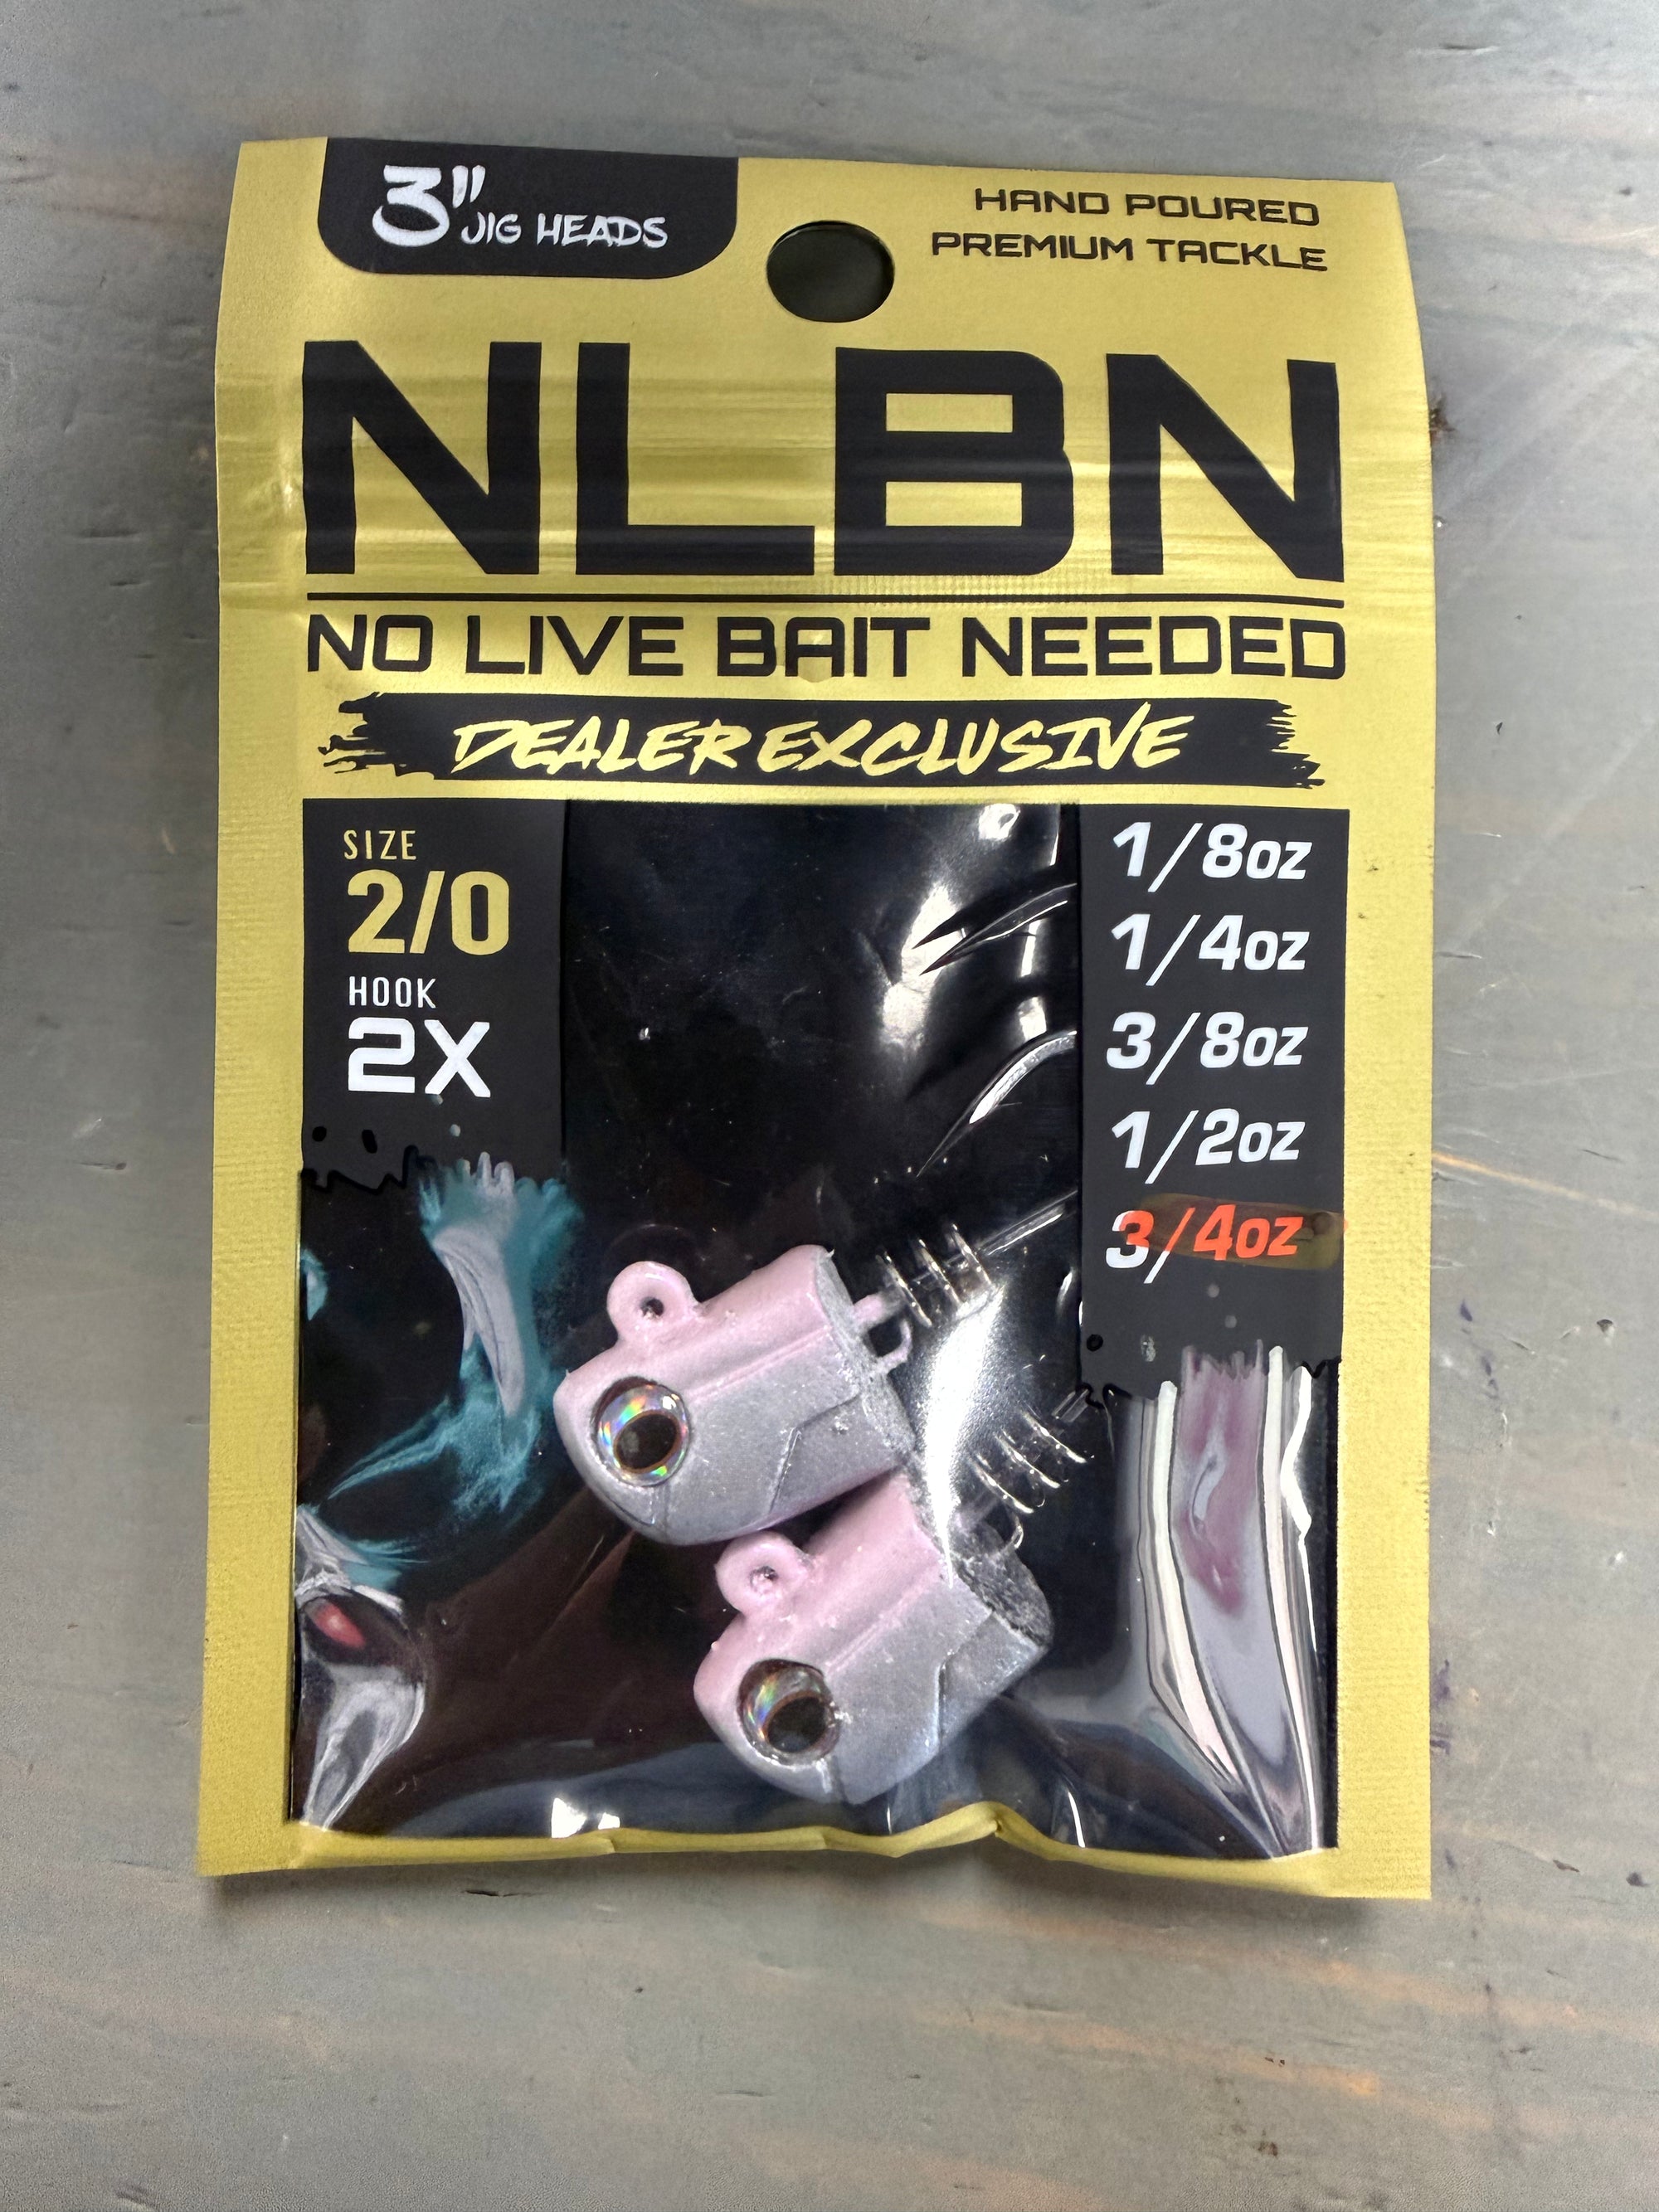 3" JIG HEADS
HAND POURED
PREMIUM TACKLE
NLBN
NO LIVE BAIT NEEDED
DEALER EXCLUSIVE
SIZE
2/0
HOOK
2X
1/8oz
1/4oz
3/8oz
1/2oz
3/4oz